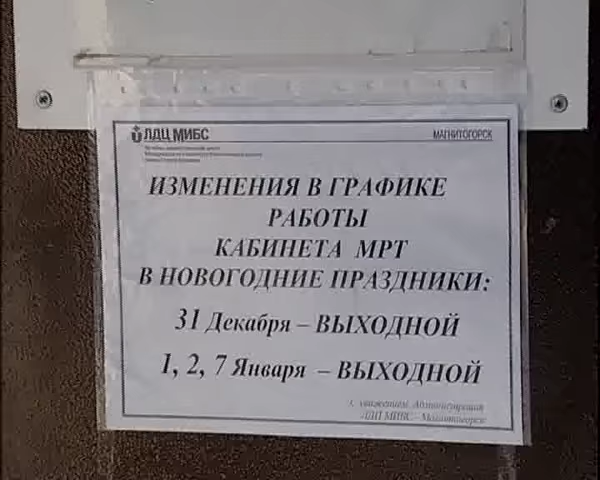 ЛДЦ МИБС
МАГНИТОГОРСК
ИЗМЕНЕНИЯ В ГРАФИКЕ
РАБОТЫ
КАБИНЕТА МРТ
В НОВОГОДНИЕ ПРАЗДНИКИ:
31 Декабря – ВЫХОДНОЙ
1, 2, 7 Января – ВЫХОДНОЙ
С уважением, Администрация
ЛДЦ МИБС – Магнитогорск